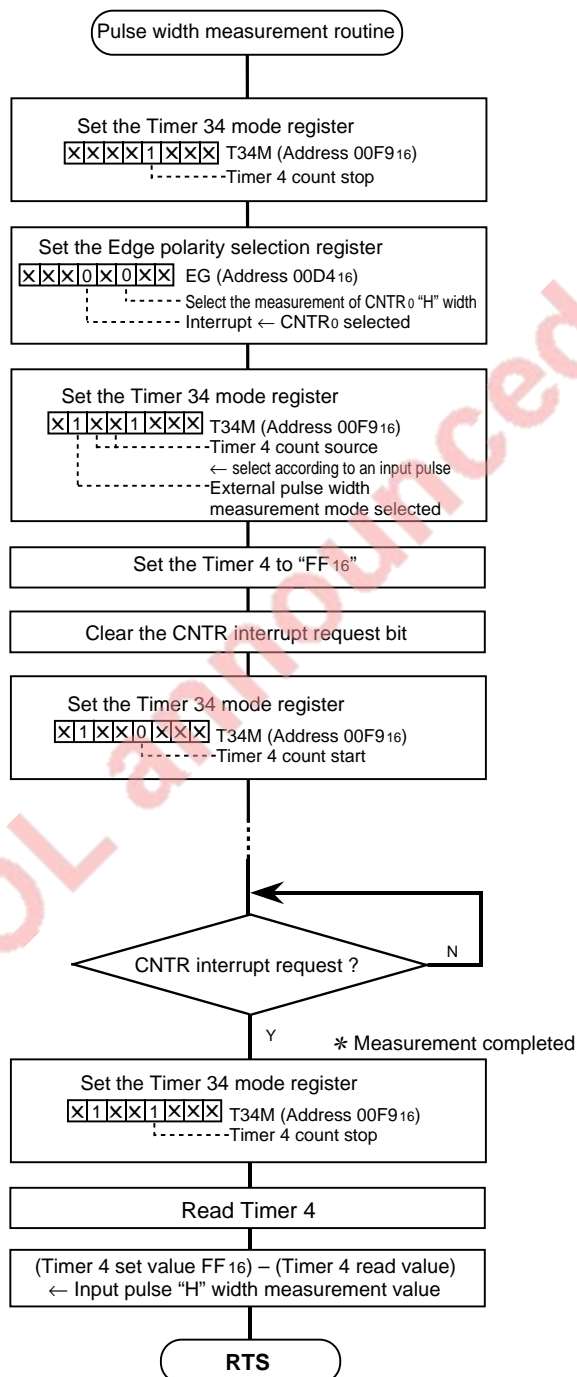 Pulse width measurement routine
Set the Timer 34 mode register
XXXX1XXX T34M (Address 00F916)
Timer 4 count stop
Set the Edge polarity selection register
XXX0X0XX EG (Address 00D416)
Select the measurement of CNTR0 “H” width
Interrupt ← CNTR0 selected
Set the Timer 34 mode register
X1XX1XXX T34M (Address 00F916)
Timer 4 count source
← select according to an input pulse
External pulse width
measurement mode selected
Set the Timer 4 to “FF16”
Clear the CNTR interrupt request bit
Set the Timer 34 mode register
X1XX0XXX T34M (Address 00F916)
Timer 4 count start
CNTR interrupt request ?
N
Y
* Measurement completed
Set the Timer 34 mode register
X1XX1XXX T34M (Address 00F916)
Timer 4 count stop
Read Timer 4
(Timer 4 set value FF16) – (Timer 4 read value)
← Input pulse “H” width measurement value
RTS
OL announced